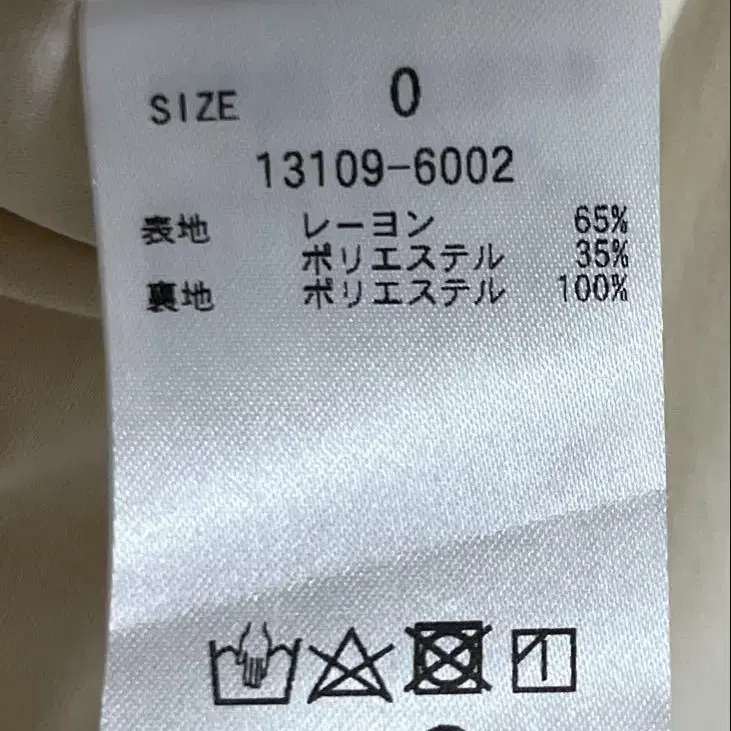 SIZE 0
13109-6002
表地 レーヨン 65%
ポリエステル 35%
裏地 ポリエステル 100%